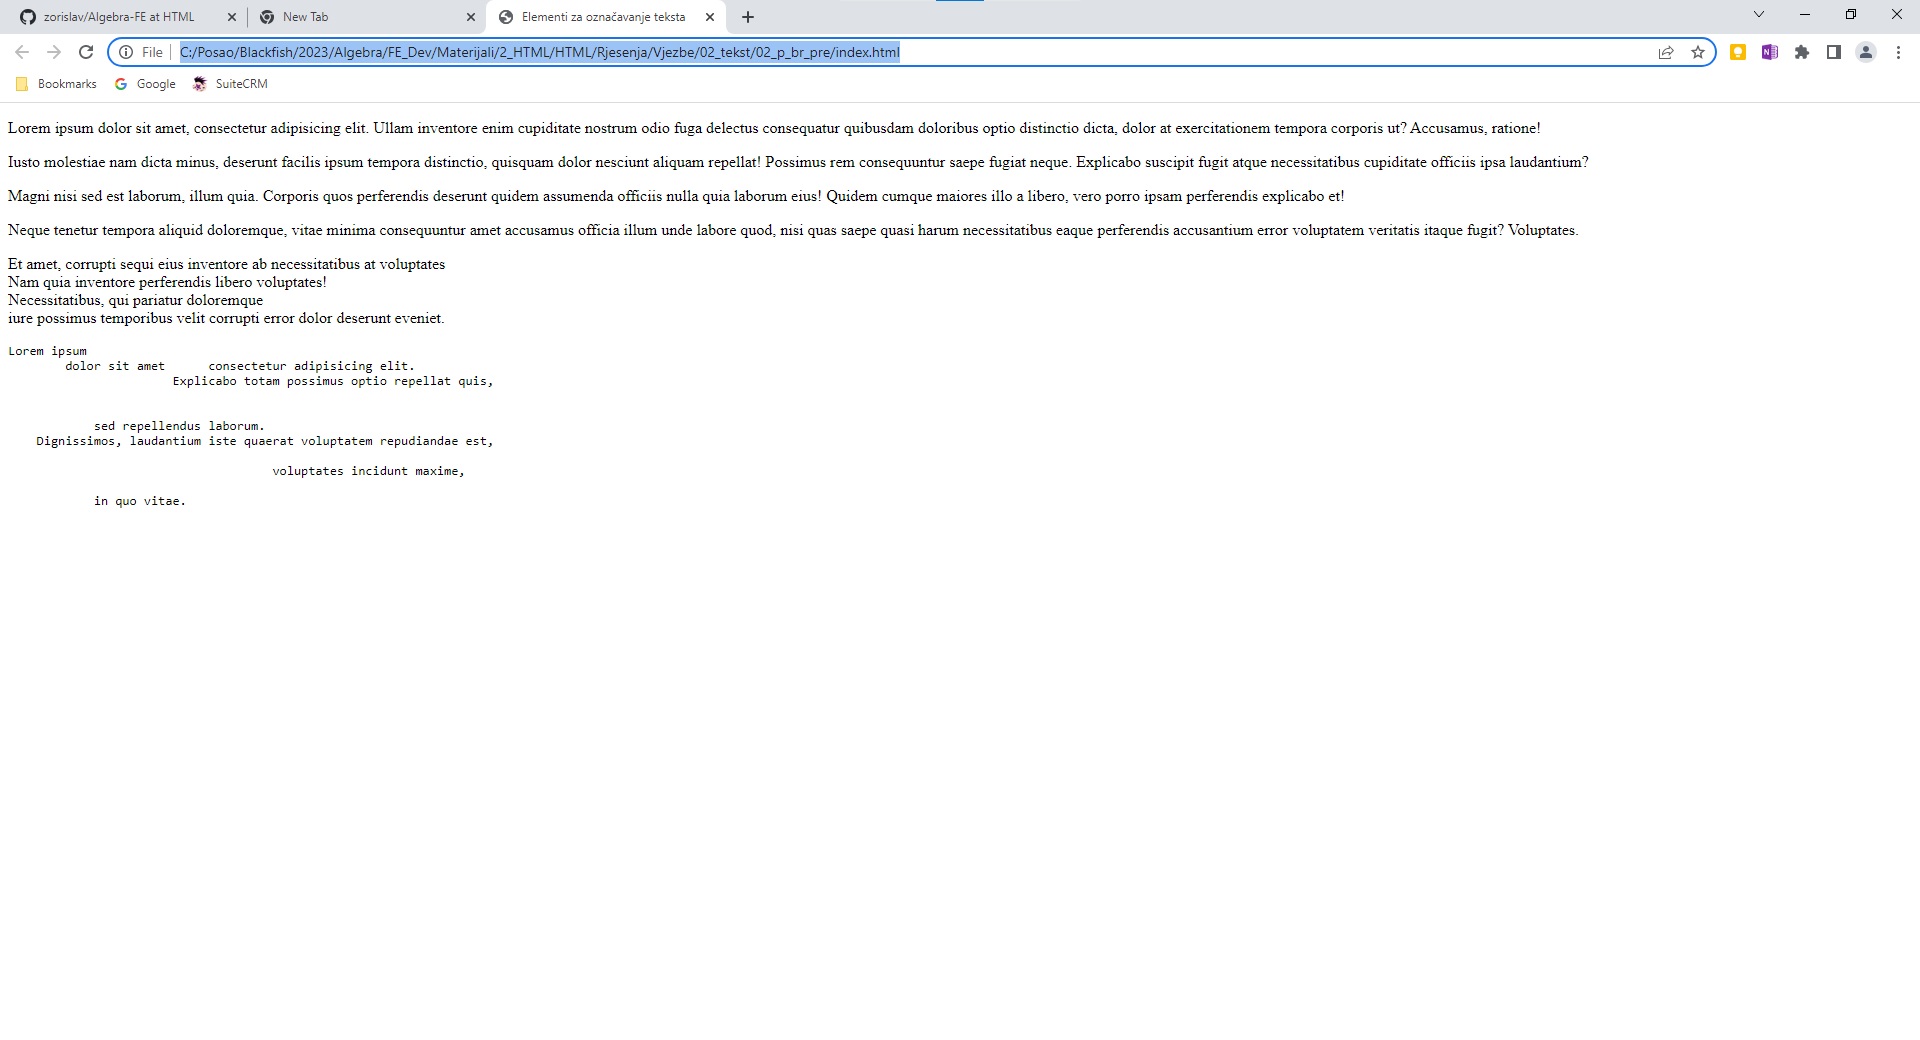 zorislav/Algebra-FE at HTML
New Tab
Elementi za označavanje teksta
File
C:/Posao/Blackfish/2023/Algebra/FE_Dev/Materijali/2_HTML/HTML/Rjesenja/Vjezbe/02_tekst/02_p_br_pre/index.html
Bookmarks
Google
SuiteCRM
Lorem ipsum dolor sit amet, consectetur adipisicing elit. Ullam inventore enim cupiditate nostrum odio fuga delectus consequatur quibusdam doloribus optio distinctio dicta, dolor at exercitationem tempora corporis ut? Accusamus, ratione!
Iusto molestiae nam dicta minus, deserunt facilis ipsum tempora distinctio, quisquam dolor nesciunt aliquam repellat! Possimus rem consequuntur saepe fugiat neque. Explicabo suscipit fugit atque necessitatibus cupiditate officiis ipsa laudantium?
Magni nisi sed est laborum, illum quia. Corporis quos perferendis deserunt quidem assumenda officiis nulla quia laborum eius! Quidem cumque maiores illo a libero, vero porro ipsam perferendis explicabo et!
Neque tenetur tempora aliquid doloremque, vitae minima consequuntur amet accusamus officia illum unde labore quod, nisi quas saepe quasi harum necessitatibus eaque perferendis accusantium error voluptatem veritatis itaque fugit? Voluptates.
Et amet, corrupti sequi eius inventore ab necessitatibus at voluptates
Nam quia inventore perferendis libero voluptates!
Necessitatibus, qui pariatur doloremque
iure possimus temporibus velit corrupti error dolor deserunt eveniet.
Lorem ipsum
dolor sit amet      consectetur adipisicing elit.
Explicabo totam possimus optio repellat quis,
sed repellendus laborum.
Dignissimos, laudantium iste quaerat voluptatem repudiandae est,
voluptates incidunt maxime,
in quo vitae.